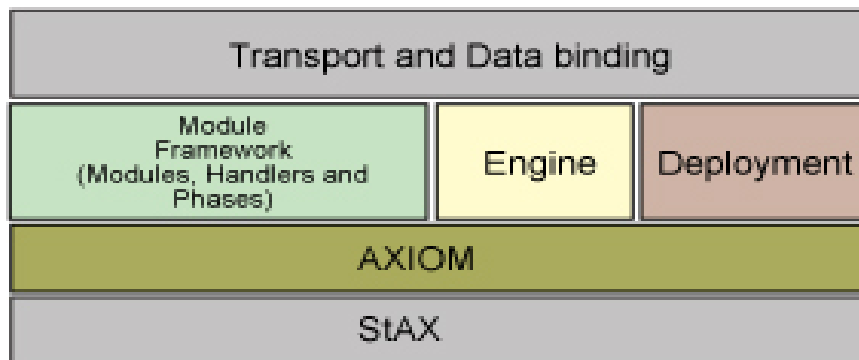 Transport and Data binding
Module
Framework
(Modules, Handlers and
Phases)
Engine
Deployment
AXIOM
StAX